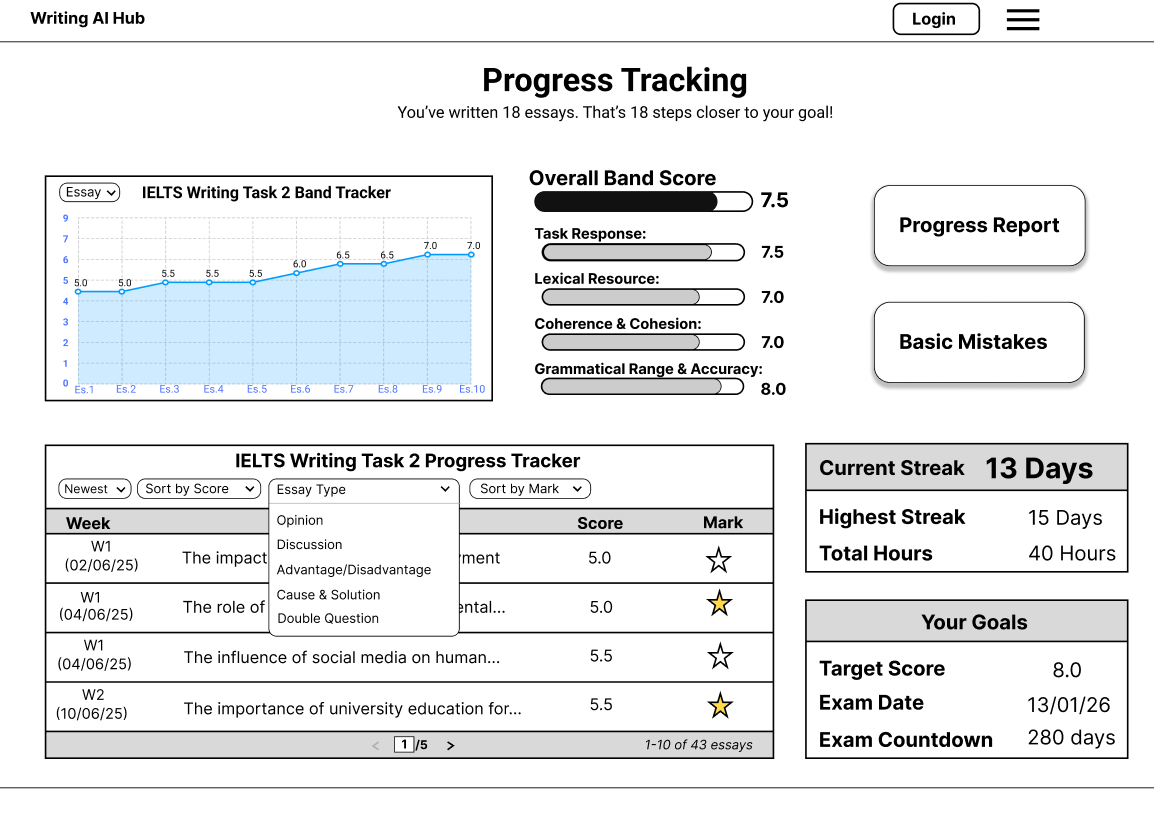 Writing AI Hub
Login
Progress Tracking
You’ve written 18 essays. That’s 18 steps closer to your goal!
Essay
IELTS Writing Task 2 Band Tracker
9
7
6
5
4
3
2
1
0
5.0
5.0
5.5
5.5
5.5
6.0
6.5
6.5
7.0
7.0
Es.1
Es.2
Es.3
Es.4
Es.5
Es.6
Es.7
Es.8
Es.9
Es.10
Overall Band Score
7.5
Task Response:
7.5
Lexical Resource:
7.0
Coherence & Cohesion:
7.0
Grammatical Range & Accuracy:
8.0
Progress Report
Basic Mistakes
IELTS Writing Task 2 Progress Tracker
Newest
Sort by Score
Essay Type
Sort by Mark
Opinion
Discussion
Advantage/Disadvantage
Cause & Solution
Double Question
Week
Score
Mark
W1
(02/06/25)
The impact
ment
5.0
W1
(04/06/25)
The role of
ental...
5.0
W1
(04/06/25)
The influence of social media on human...
5.5
W2
(10/06/25)
The importance of university education for...
5.5
< 1 /5 >
1-10 of 43 essays
Current Streak 13 Days
Highest Streak 15 Days
Total Hours 40 Hours
Your Goals
Target Score 8.0
Exam Date 13/01/26
Exam Countdown 280 days